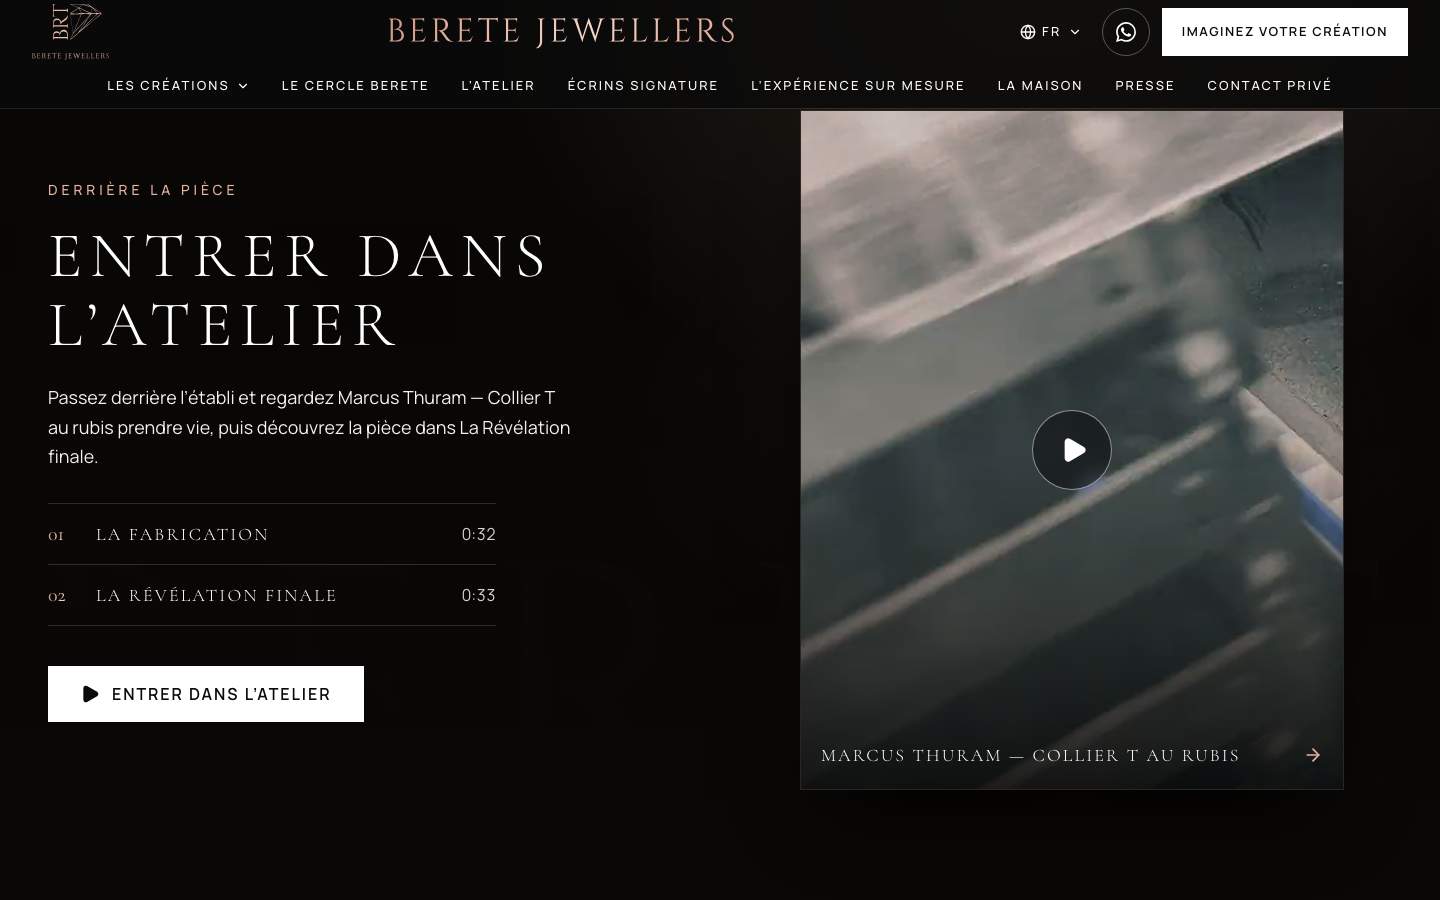 BRT
BERETE JEWELLERS
BERETE JEWELLERS
FR
IMAGINEZ VOTRE CRÉATION
LES CRÉATIONS
LE CERCLE BERETE
L'ATELIER
ÉCRINS SIGNATURE
L'EXPÉRIENCE SUR MESURE
LA MAISON
PRESSE
CONTACT PRIVÉ
DERRIÈRE LA PIÈCE
ENTRER DANS
L’ATELIER
Passez derrière l’établi et regardez Marcus Thuram — Collier T
au rubis prendre vie, puis découvrez la pièce dans La Révélation
finale.
01 LA FABRICATION 0:32
02 LA RÉVÉLATION FINALE 0:33
ENTRER DANS L’ATELIER
MARCUS THURAM — COLLIER T AU RUBIS